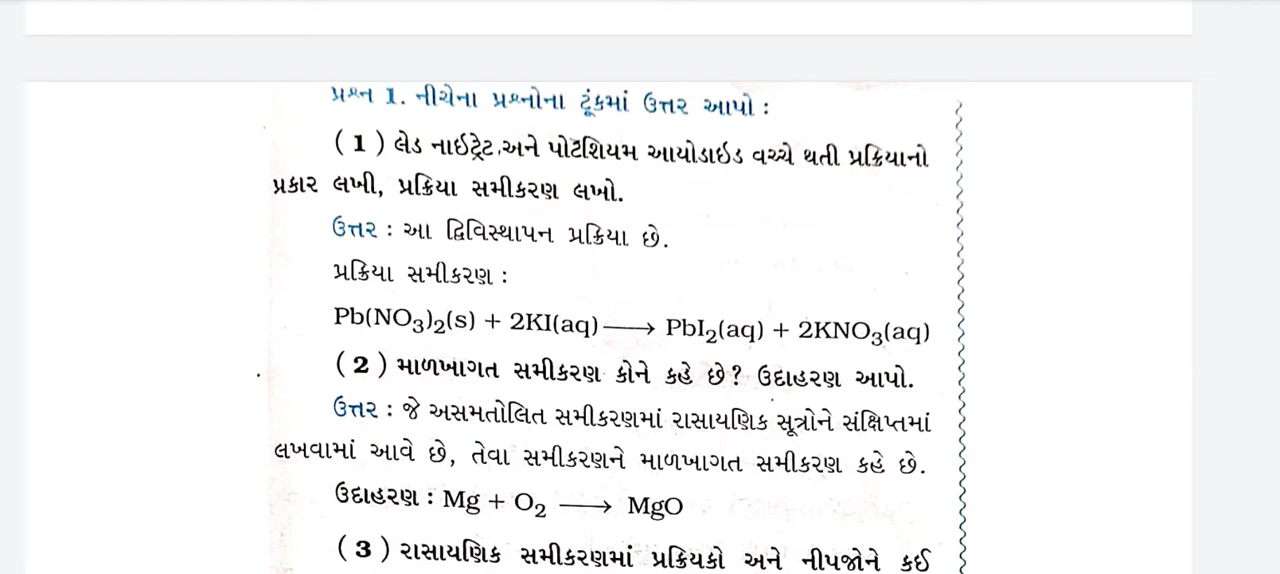 પ્રશ્ન 1. નીચેના પ્રશ્નોના ટૂંકમાં ઉત્તર આપો :
( 1 ) લેડ નાઇટ્રેટ અને પોટૅશિયમ આયોડાઇડ વચ્ચે થતી પ્રક્રિયાનો
પ્રકાર લખી, પ્રક્રિયા સમીકરણ લખો.
ઉત્તર : આ દ્વિવિસ્થાપન પ્રક્રિયા છે.
પ્રક્રિયા સમીકરણ :
Pb(NO₃)₂(s) + 2KI(aq) ⟶ PbI₂(aq) + 2KNO₃(aq)
( 2 ) માળખાગત સમીકરણ કોને કહે છે? ઉદાહરણ આપો.
ઉત્તર : જે અસમતોલિત સમીકરણમાં રાસાયણિક સૂત્રોને સંક્ષિપ્તમાં
લખવામાં આવે છે, તેવા સમીકરણને માળખાગત સમીકરણ કહે છે.
ઉદાહરણ : Mg + O₂ ⟶ MgO
( 3 ) રાસાયણિક સમીકરણમાં પ્રક્રિયકો અને નીપજોને કઈ